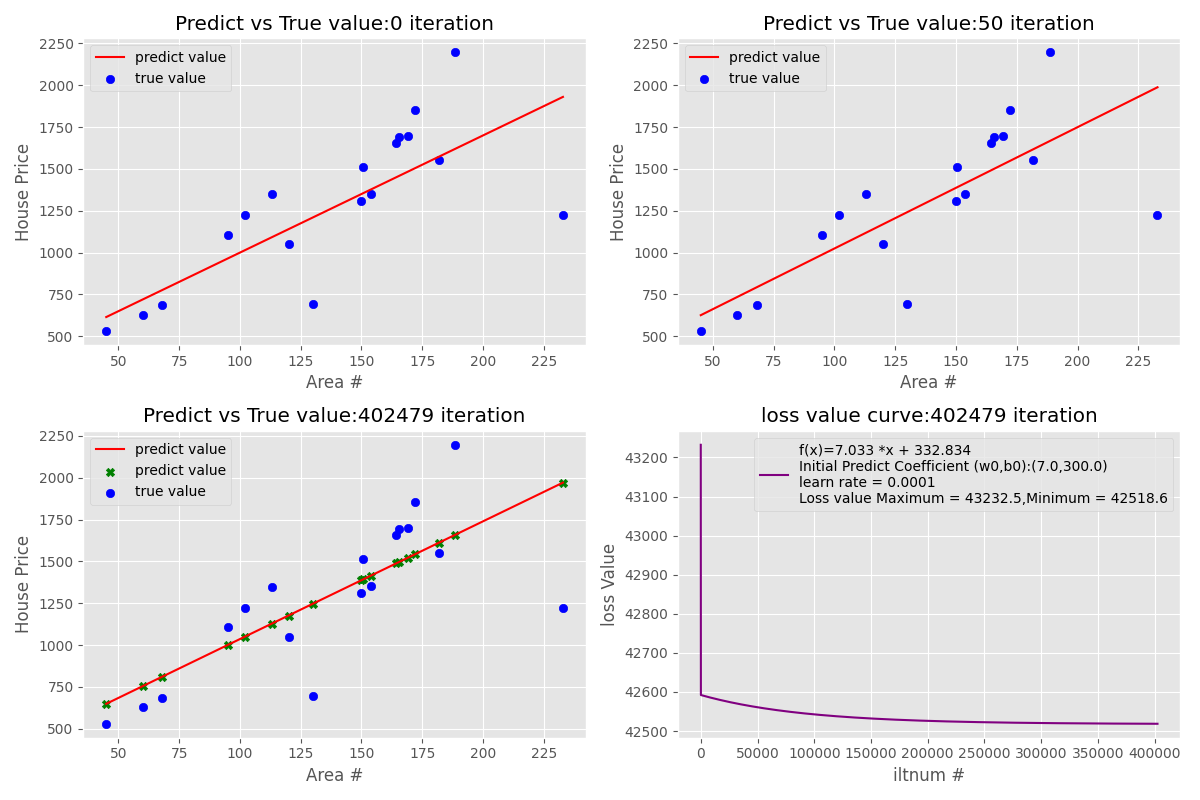 Predict vs True value:0 iteration
predict value
true value
2250
2000
1750
1500
1250
1000
750
500
House Price
50 75 100 125 150 175 200 225
Area #
Predict vs True value:50 iteration
predict value
true value
2250
2000
1750
1500
1250
1000
750
500
House Price
50 75 100 125 150 175 200 225
Area #
Predict vs True value:402479 iteration
predict value
predict value
true value
2250
2000
1750
1500
1250
1000
750
500
House Price
50 75 100 125 150 175 200 225
Area #
loss value curve:402479 iteration
f(x)=7.033 *x + 332.834
Initial Predict Coefficient (w0,b0):(7.0,300.0)
learn rate = 0.0001
Loss value Maximum = 43232.5,Minimum = 42518.6
43200
43100
43000
42900
42800
42700
42600
42500
loss Value
0 50000 100000 150000 200000 250000 300000 350000 400000
iltnum #